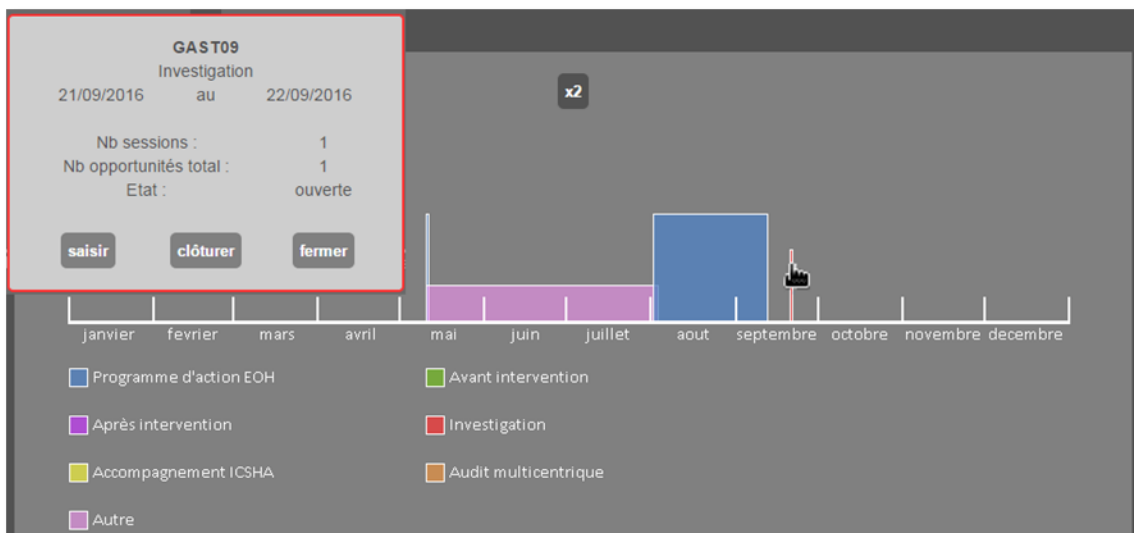 GAST09
Investigation
21/09/2016 au 22/09/2016
Nb sessions : 1
Nb opportunités total : 1
Etat : ouverte
saisir clôturer fermer
x2
janvier fevrier mars avril mai juin juillet aout septembre octobre novembre decembre
Programme d'action EOH Avant intervention
Après intervention Investigation
Accompagnement ICSHA Audit multicentrique
Autre